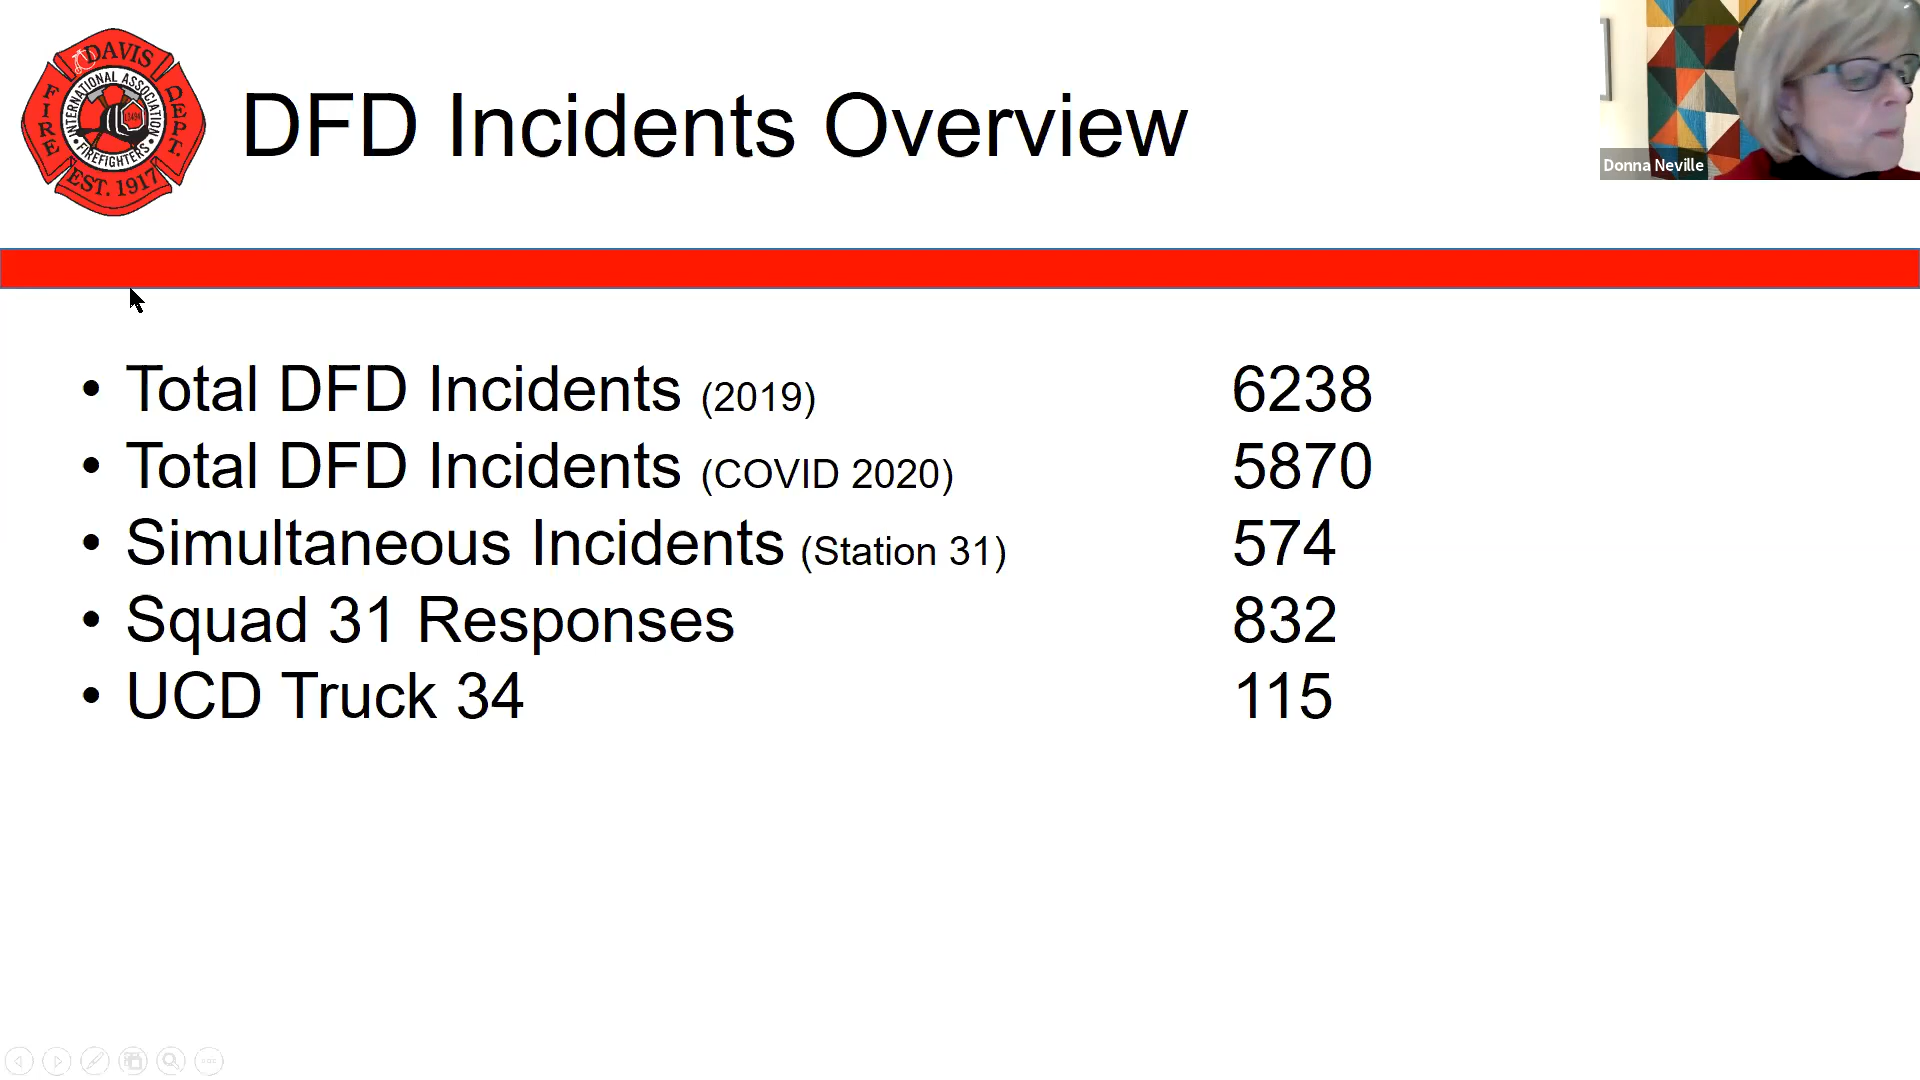 DAVIS
FIRE
DEPT.
INTERNATIONAL ASSOCIATION
FIREFIGHTERS
EST. 1917
DFD Incidents Overview
Donna Neville
• Total DFD Incidents (2019) 6238
• Total DFD Incidents (COVID 2020) 5870
• Simultaneous Incidents (Station 31) 574
• Squad 31 Responses 832
• UCD Truck 34 115